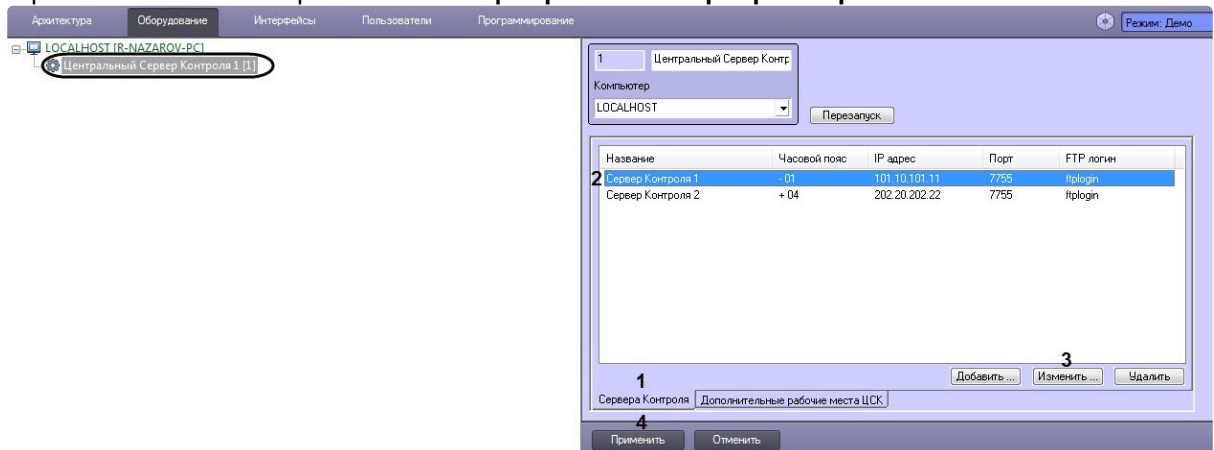 Архитектура Оборудование Интерфейсы Пользователи Программирование Режим: Демо
LOCALHOST [R-NAZAROV-PC]
Центральный Сервер Контроля 1 [1]
1 Центральный Сервер Контр
Компьютер
LOCALHOST
Перезапуск
Название Часовой пояс IP адрес Порт FTP логин
2 Сервер Контроля 1 - 01 101.10.101.11 7755 ftplogin
Сервер Контроля 2 + 04 202.20.202.22 7755 ftplogin
3
Добавить ... Изменить ... Удалить
1
Сервера Контроля Дополнительные рабочие места ЦСК
4
Применить Отменить